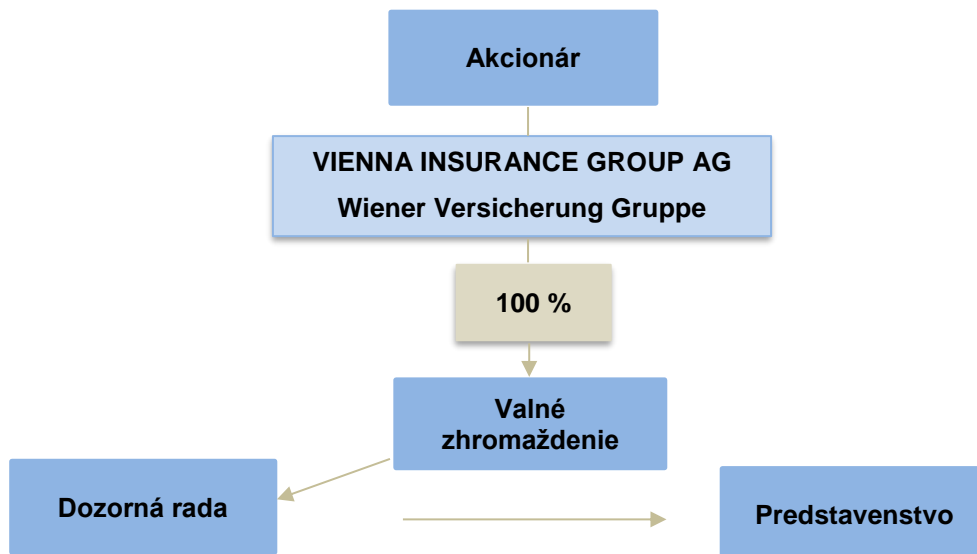 Akcionár
VIENNA INSURANCE GROUP AG
Wiener Versicherung Gruppe
100 %
Valné
zhromaždenie
Dozorná rada
Predstavenstvo